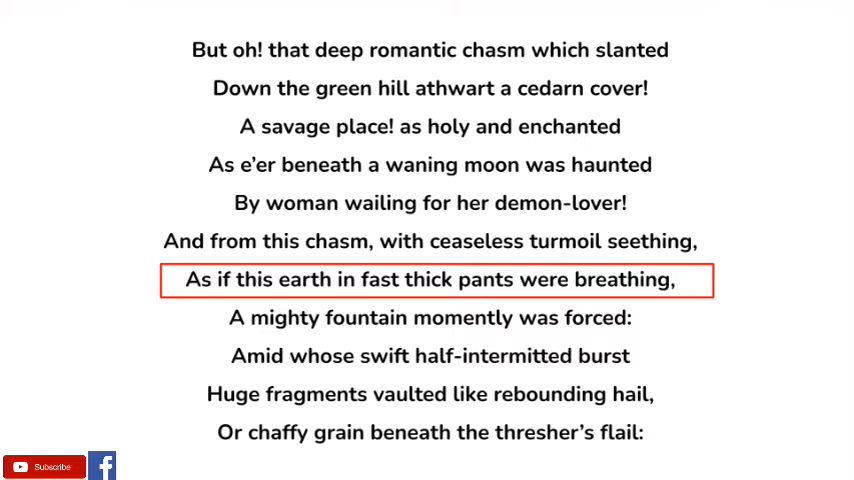 But oh! that deep romantic chasm which slanted
Down the green hill athwart a cedarn cover!
A savage place! as holy and enchanted
As e’er beneath a waning moon was haunted
By woman wailing for her demon-lover!
And from this chasm, with ceaseless turmoil seething,
As if this earth in fast thick pants were breathing,
A mighty fountain momently was forced:
Amid whose swift half-intermitted burst
Huge fragments vaulted like rebounding hail,
Or chaffy grain beneath the thresher’s flail:
Subscribe f